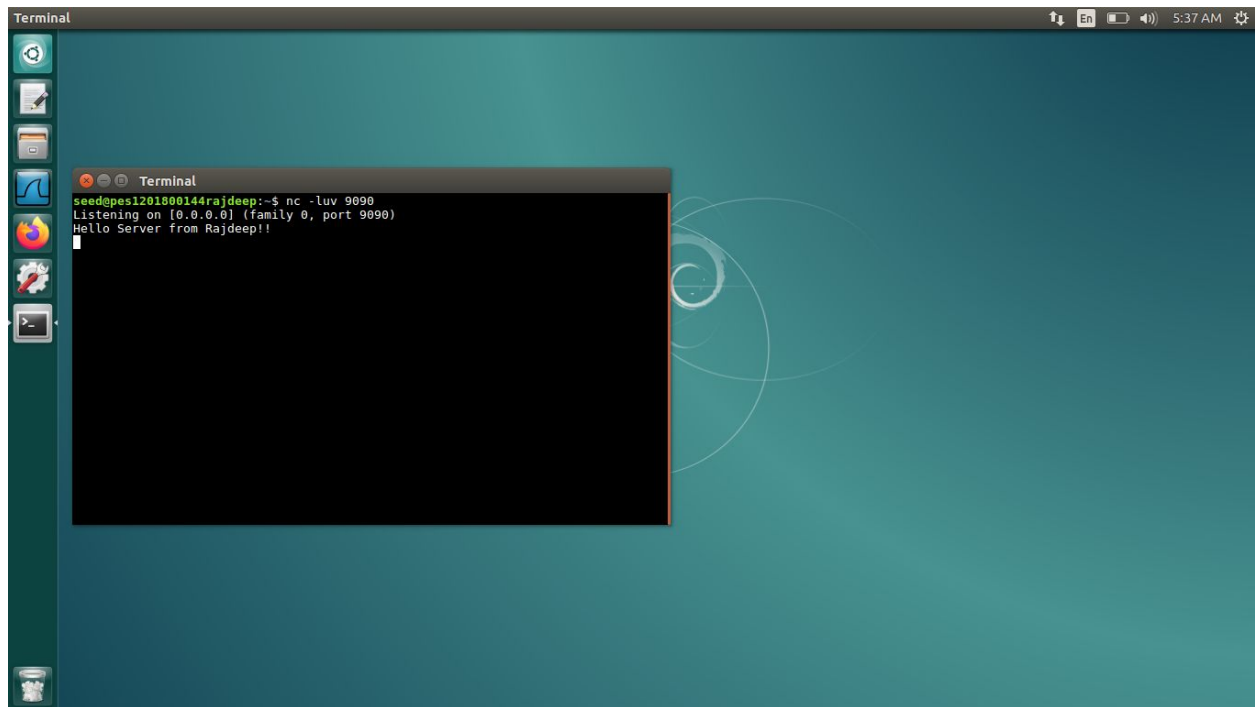 Terminal
En
5:37 AM
Terminal
seed@pes1201800144rajdeep:~$ nc -luv 9090
Listening on [0.0.0.0] (family 0, port 9090)
Hello Server from Rajdeep!!
>_